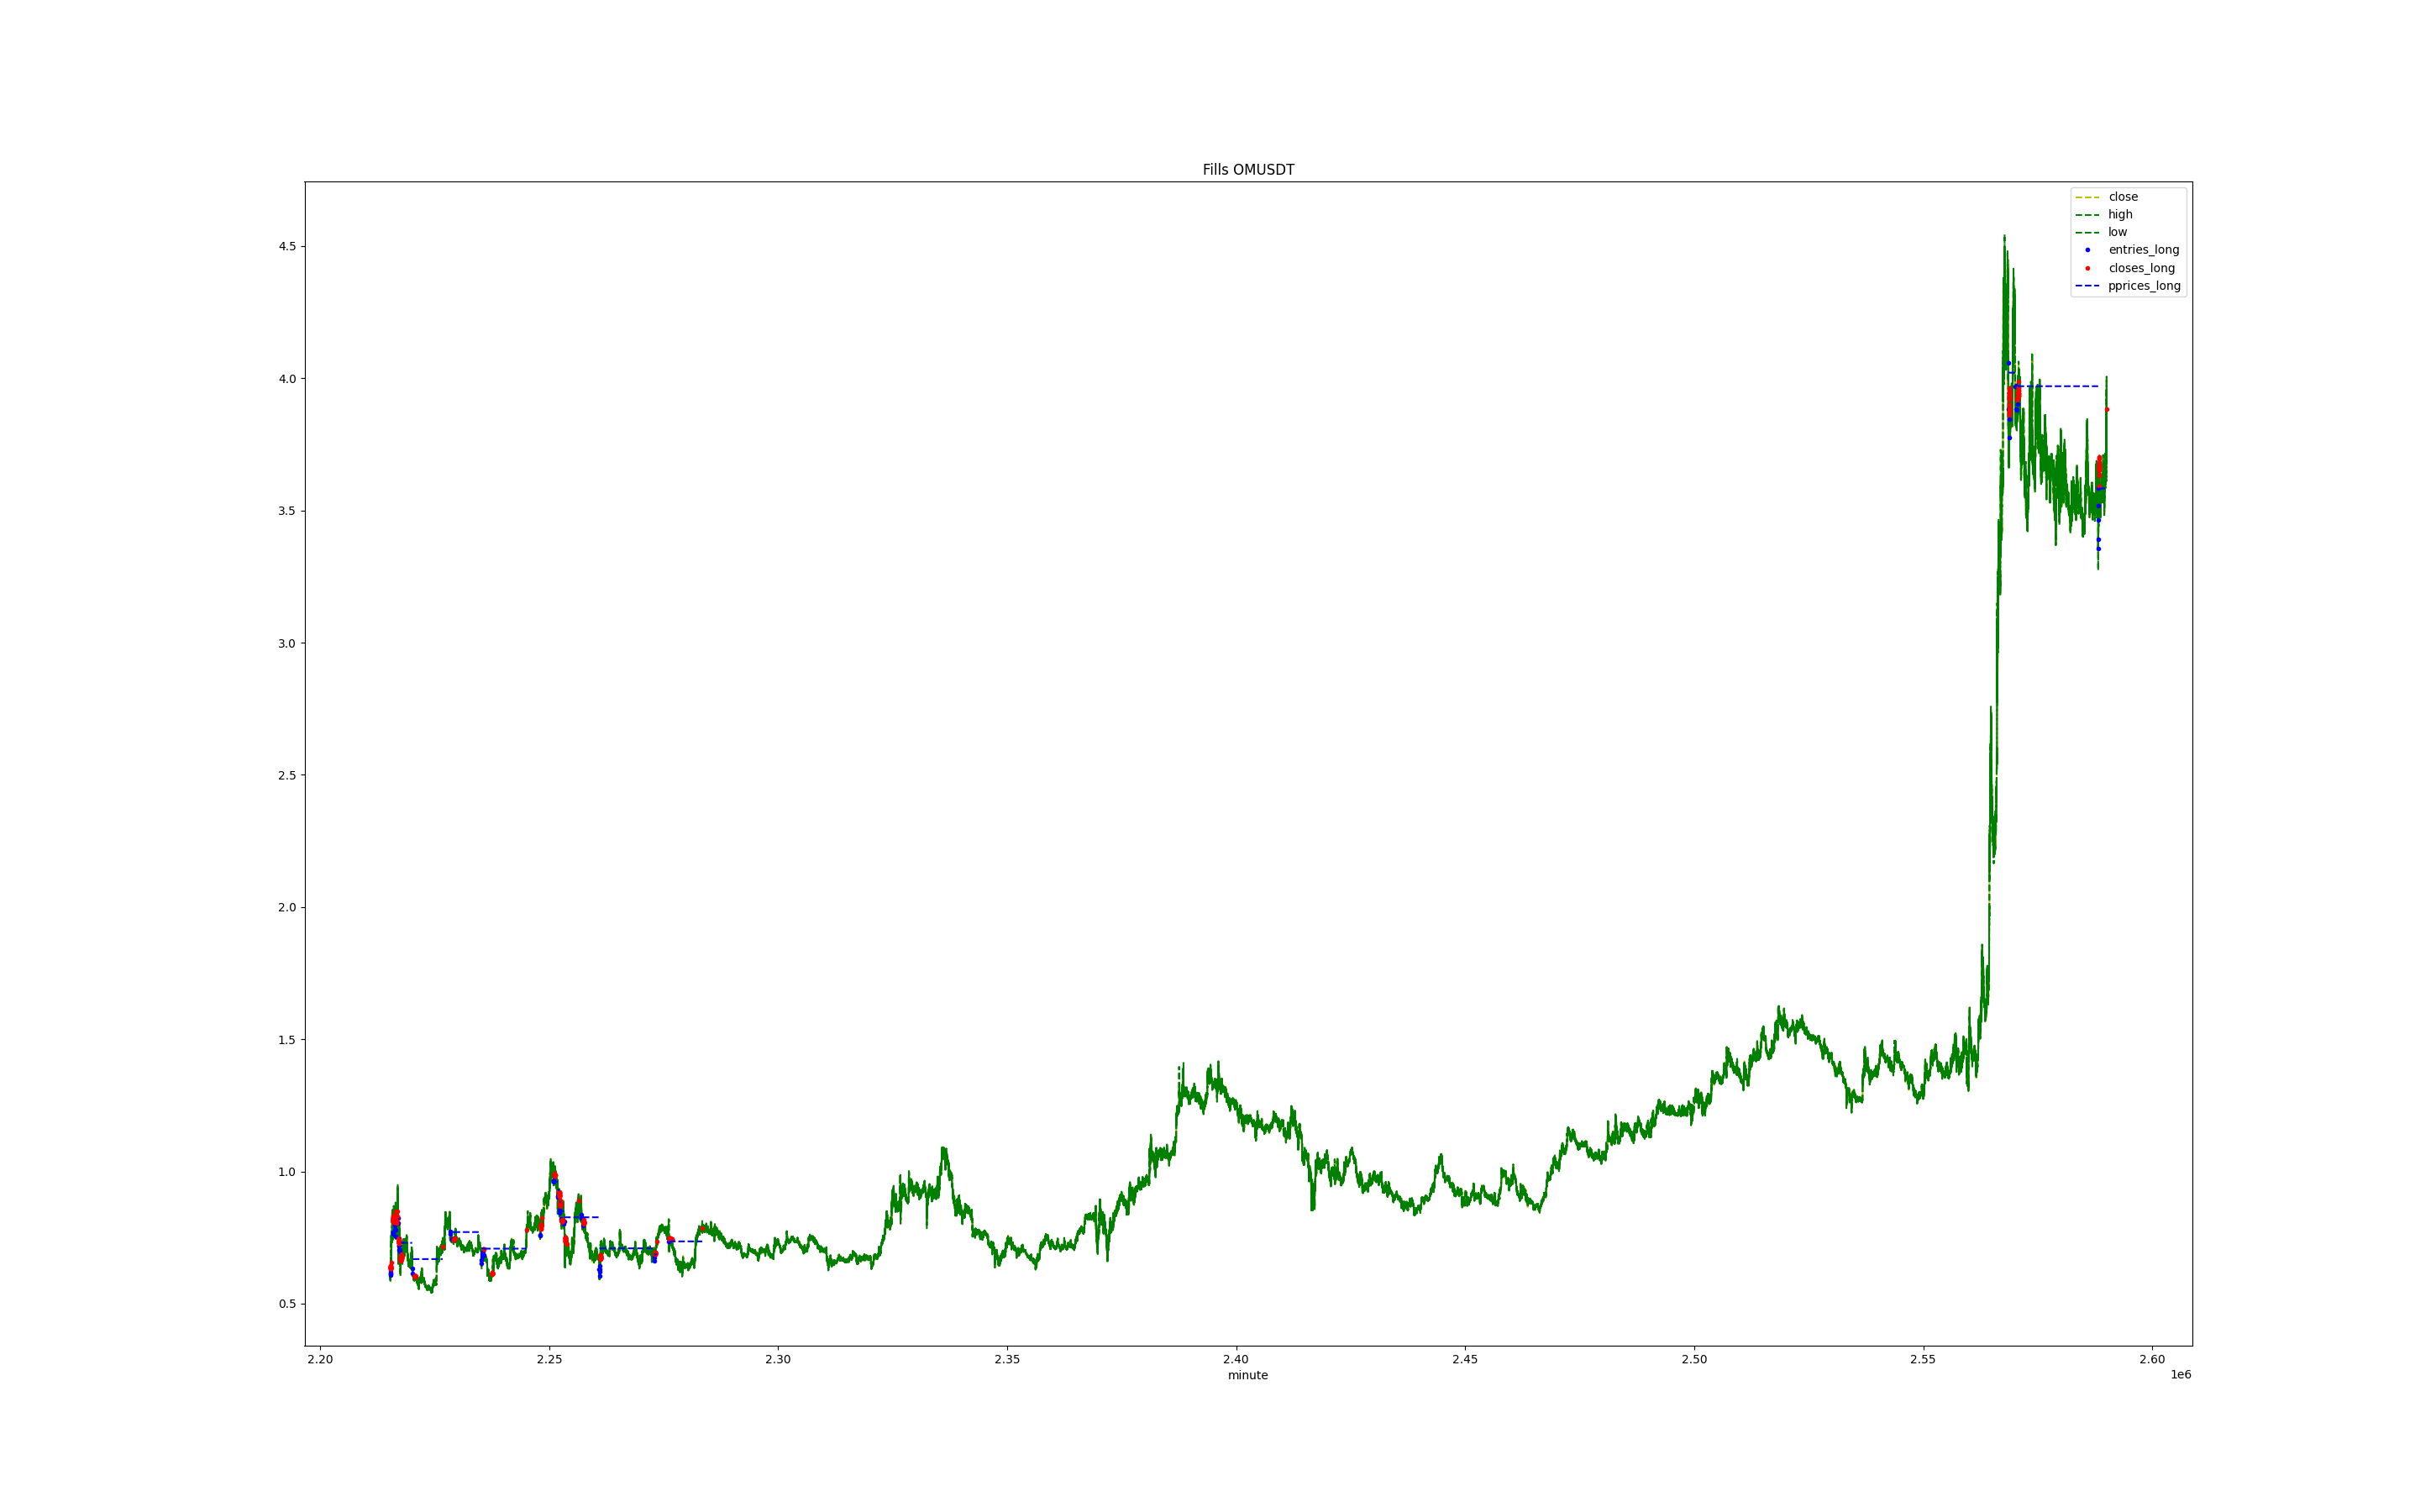 Fills OMUSDT
close
high
low
entries_long
closes_long
pprices_long
4.5
4.0
3.5
3.0
2.5
2.0
1.5
1.0
0.5
2.20 2.25 2.30 2.35 2.40 2.45 2.50 2.55 2.60
minute
1e6